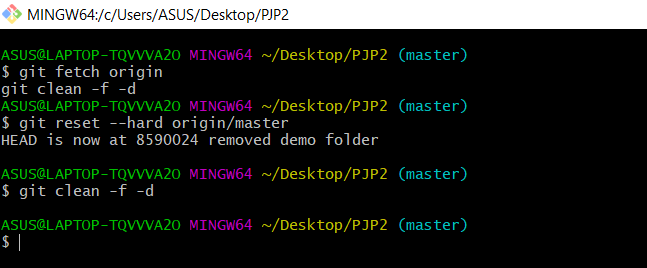 MINGW64:/c/Users/ASUS/Desktop/PJP2
ASUS@LAPTOP-TQVVVA2O MINGW64 ~/Desktop/PJP2 (master)
$ git fetch origin
git clean -f -d
ASUS@LAPTOP-TQVVVA2O MINGW64 ~/Desktop/PJP2 (master)
$ git reset --hard origin/master
HEAD is now at 8590024 removed demo folder
ASUS@LAPTOP-TQVVVA2O MINGW64 ~/Desktop/PJP2 (master)
$ git clean -f -d
ASUS@LAPTOP-TQVVVA2O MINGW64 ~/Desktop/PJP2 (master)
$